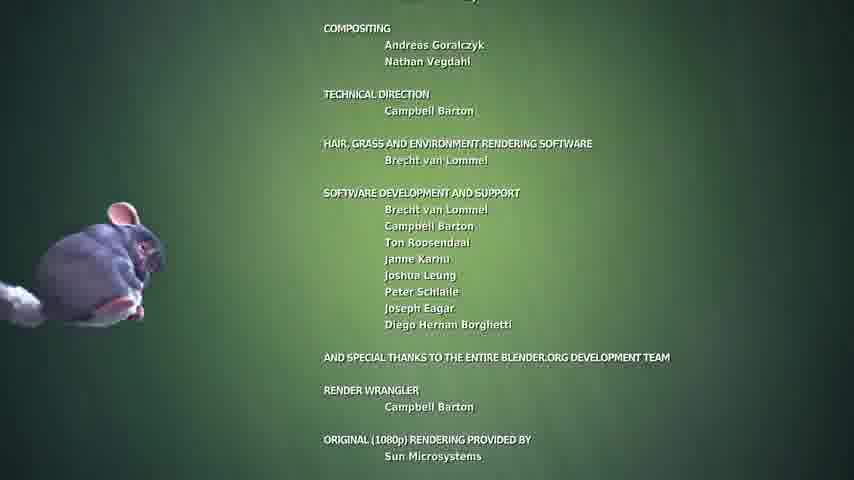 COMPOSITING
Andreas Goralczyk
Nathan Vegdahl
TECHNICAL DIRECTION
Campbell Barton
HAIR, GRASS AND ENVIRONMENT RENDERING SOFTWARE
Brecht van Lommel
SOFTWARE DEVELOPMENT AND SUPPORT
Brecht van Lommel
Campbell Barton
Ton Roosendaal
Janne Karhu
Joshua Leung
Peter Schlaile
Joseph Eagar
Diego Hernan Borghetti
AND SPECIAL THANKS TO THE ENTIRE BLENDER.ORG DEVELOPMENT TEAM
RENDER WRANGLER
Campbell Barton
ORIGINAL (1080p) RENDERING PROVIDED BY
Sun Microsystems